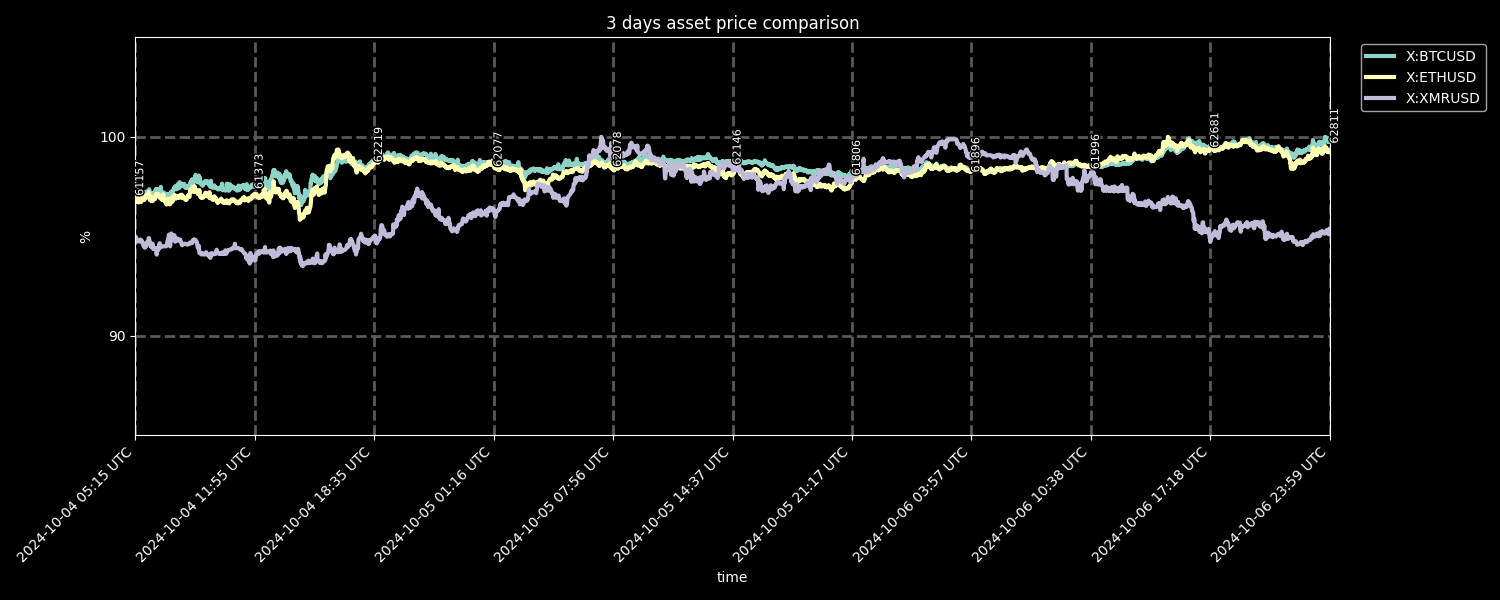 3 days asset price comparison
X:BTCUSD
X:ETHUSD
X:XMRUSD
100
90
%
61157
61373
62219
62077
62078
62146
61806
61896
61996
62681
62811
2024-10-04 05:15 UTC
2024-10-04 11:55 UTC
2024-10-04 18:35 UTC
2024-10-05 01:16 UTC
2024-10-05 07:56 UTC
2024-10-05 14:37 UTC
2024-10-05 21:17 UTC
2024-10-06 03:57 UTC
2024-10-06 10:38 UTC
2024-10-06 17:18 UTC
2024-10-06 23:59 UTC
time